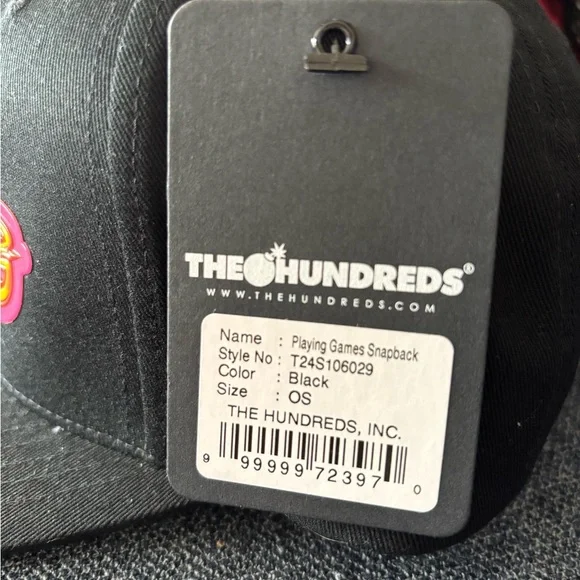 THE HUNDREDS®
WWW.THEHUNDREDS.COM
Name : Playing Games Snapback
Style No : T24S106029
Color : Black
Size : OS
THE HUNDREDS, INC.
9 99999 72397 0